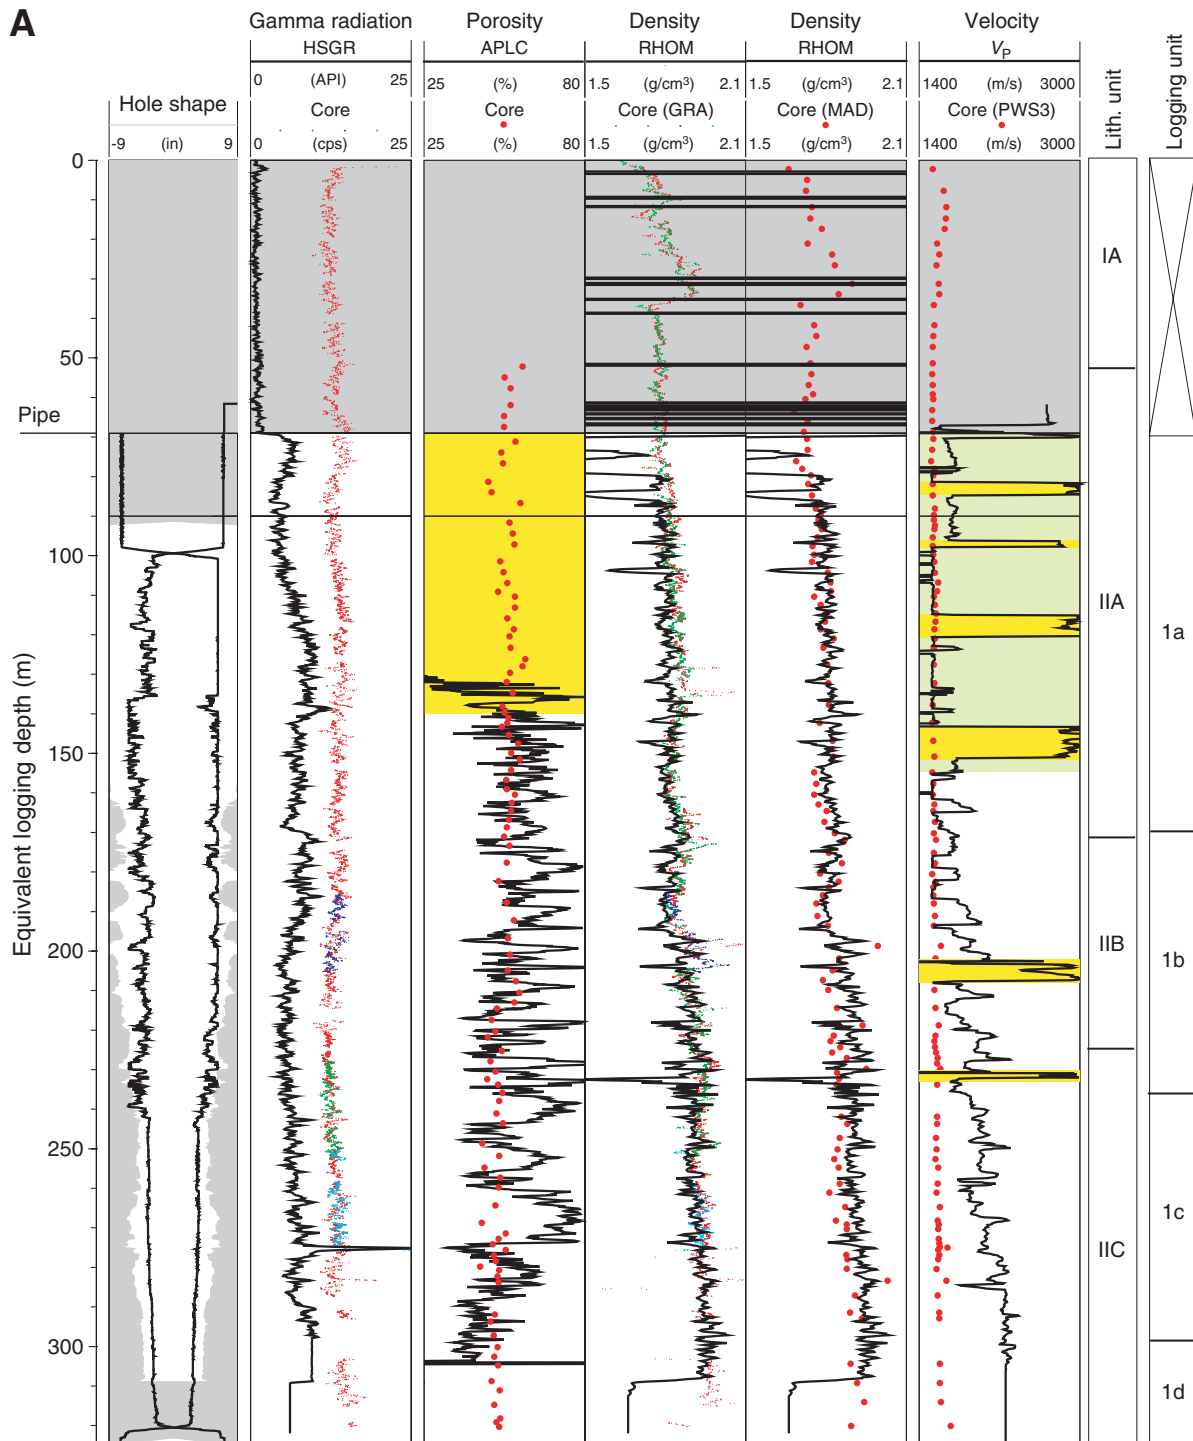 A
Gamma radiation Porosity Density Density Velocity
HSGR APLC RHOM RHOM VP
0 (API) 25 25 (%) 80 1.5 (g/cm3) 2.1 1.5 (g/cm3) 2.1 1400 (m/s) 3000
Hole shape Core Core Core (GRA) Core (MAD) Core (PWS3) Lith. unit Logging unit
-9 (in) 9 0 (cps) 25 25 (%) 80 1.5 (g/cm3) 2.1 1.5 (g/cm3) 2.1 1400 (m/s) 3000
0
IA
50
Pipe
100
IIA
1a
Equivalent logging depth (m)
150
200
IIB
1b
250
1c
IIC
300
1d